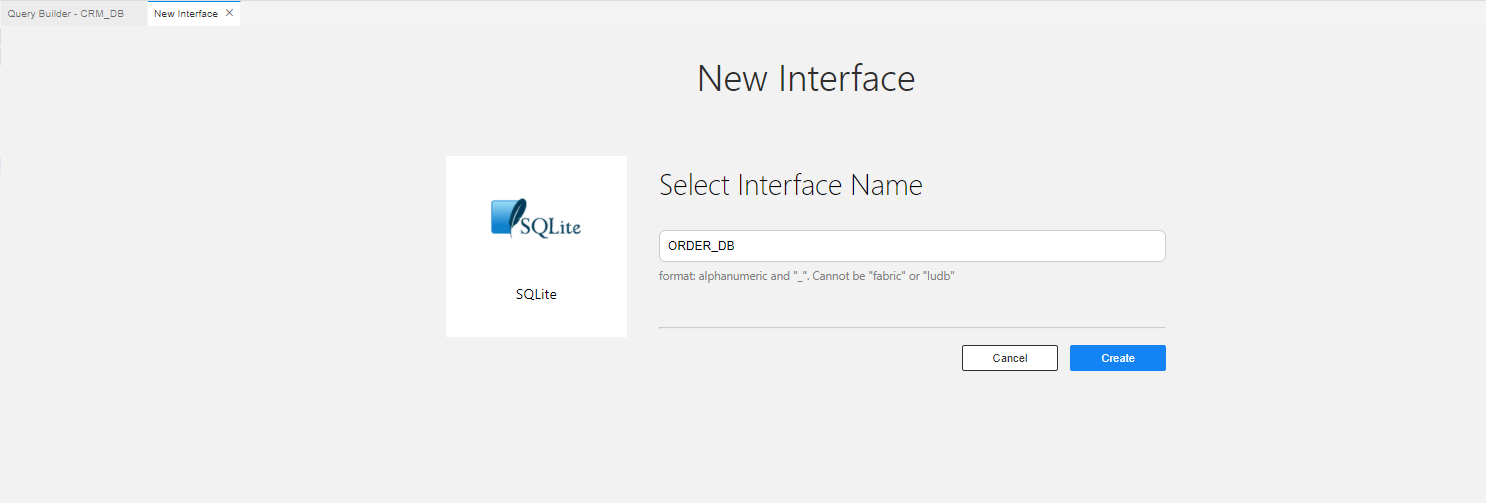 Query Builder - CRM_DB
New Interface
New Interface
SQLite
SQLite
Select Interface Name
ORDER_DB
format: alphanumeric and "_". Cannot be "fabric" or "ludb"
Cancel
Create